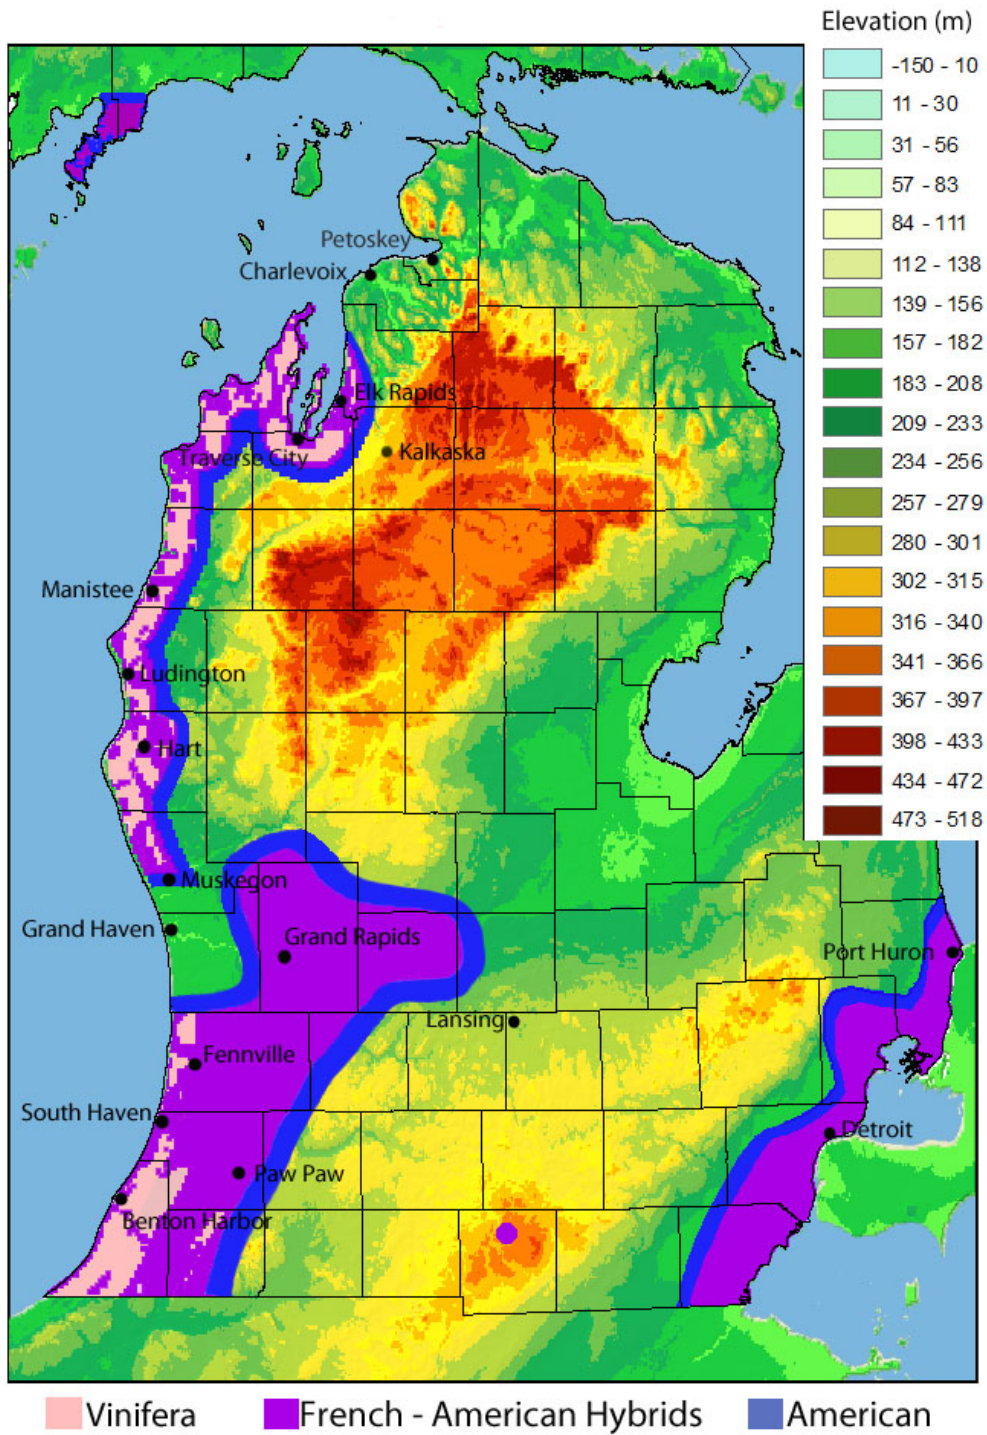 Elevation (m)
-150 - 10
11 - 30
31 - 56
57 - 83
84 - 111
112 - 138
139 - 156
157 - 182
183 - 208
209 - 233
234 - 256
257 - 279
280 - 301
302 - 315
316 - 340
341 - 366
367 - 397
398 - 433
434 - 472
473 - 518
Petoskey
Charlevoix
Elk Rapids
Kalkaska
Traverse City
Manistee
Ludington
Hart
Muskegon
Grand Haven
Grand Rapids
Port Huron
Lansing
Fennville
South Haven
Detroit
Paw Paw
Benton Harbor
Vinifera
French - American Hybrids
American